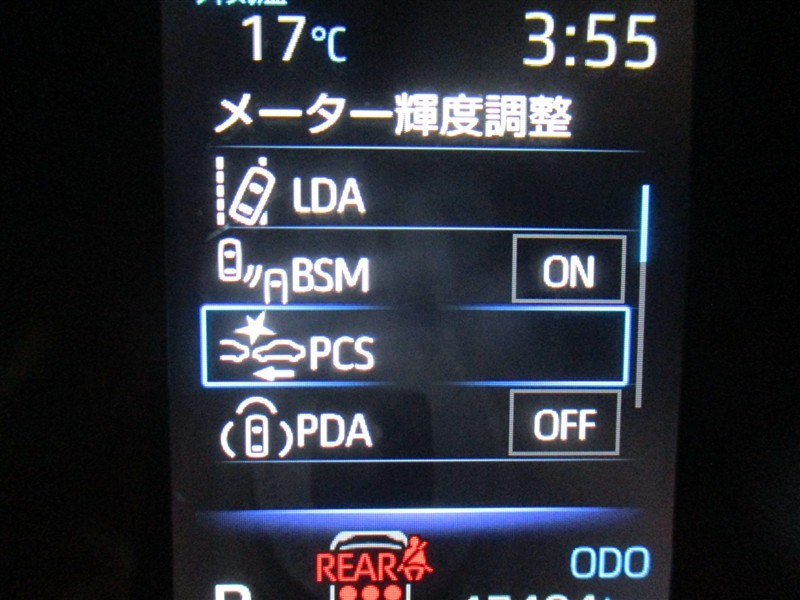 17℃ 3:55
メーター輝度調整
LDA
BSM ON
PCS
PDA OFF
REAR ODO